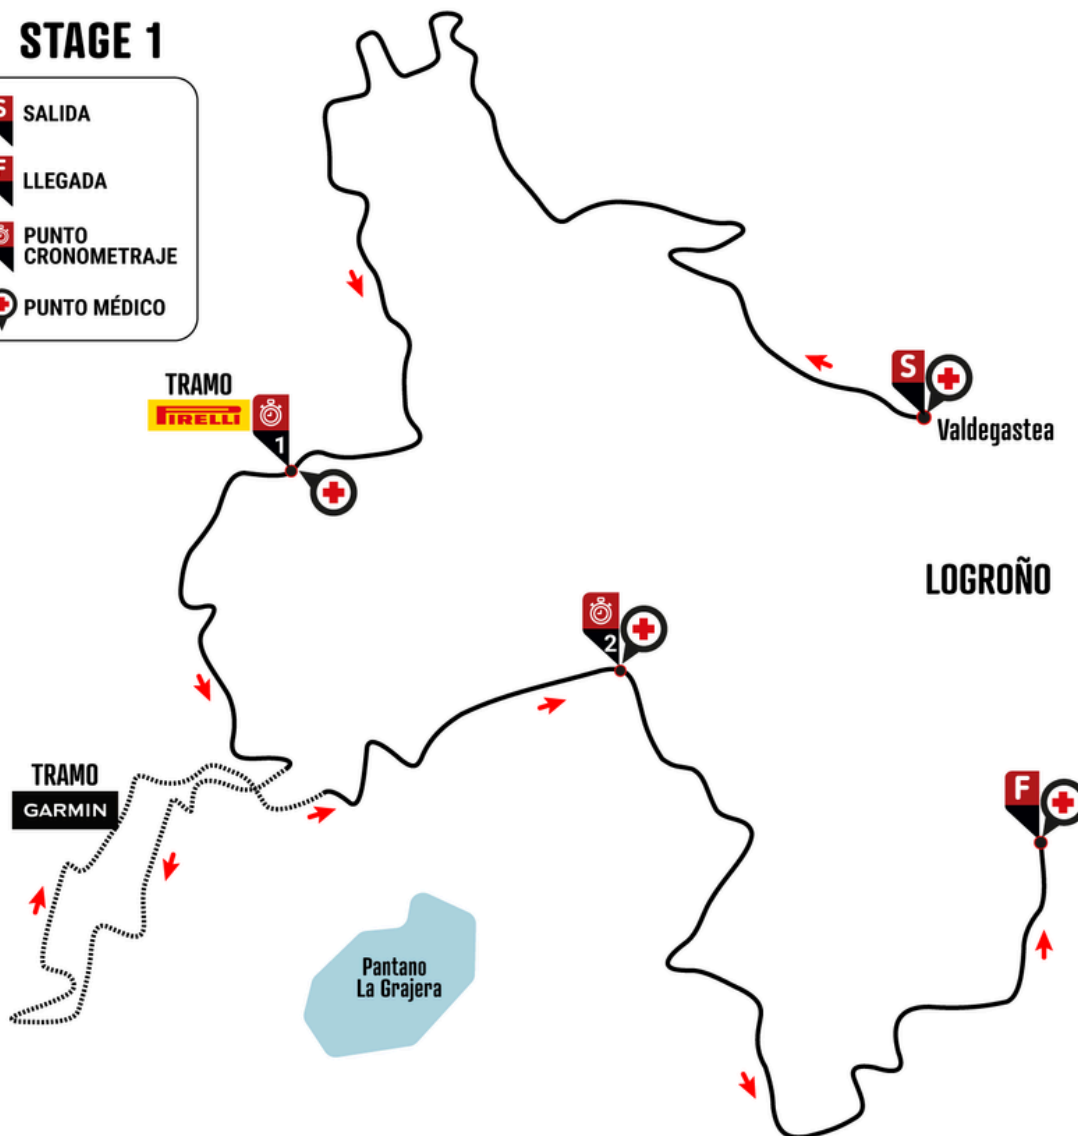 STAGE 1
S SALIDA
F LLEGADA
PUNTO
CRONOMETRAJE
PUNTO MÉDICO
TRAMO
PIRELLI
1
S
Valdegastea
LOGROÑO
2
TRAMO
GARMIN
F
Pantano
La Grajera